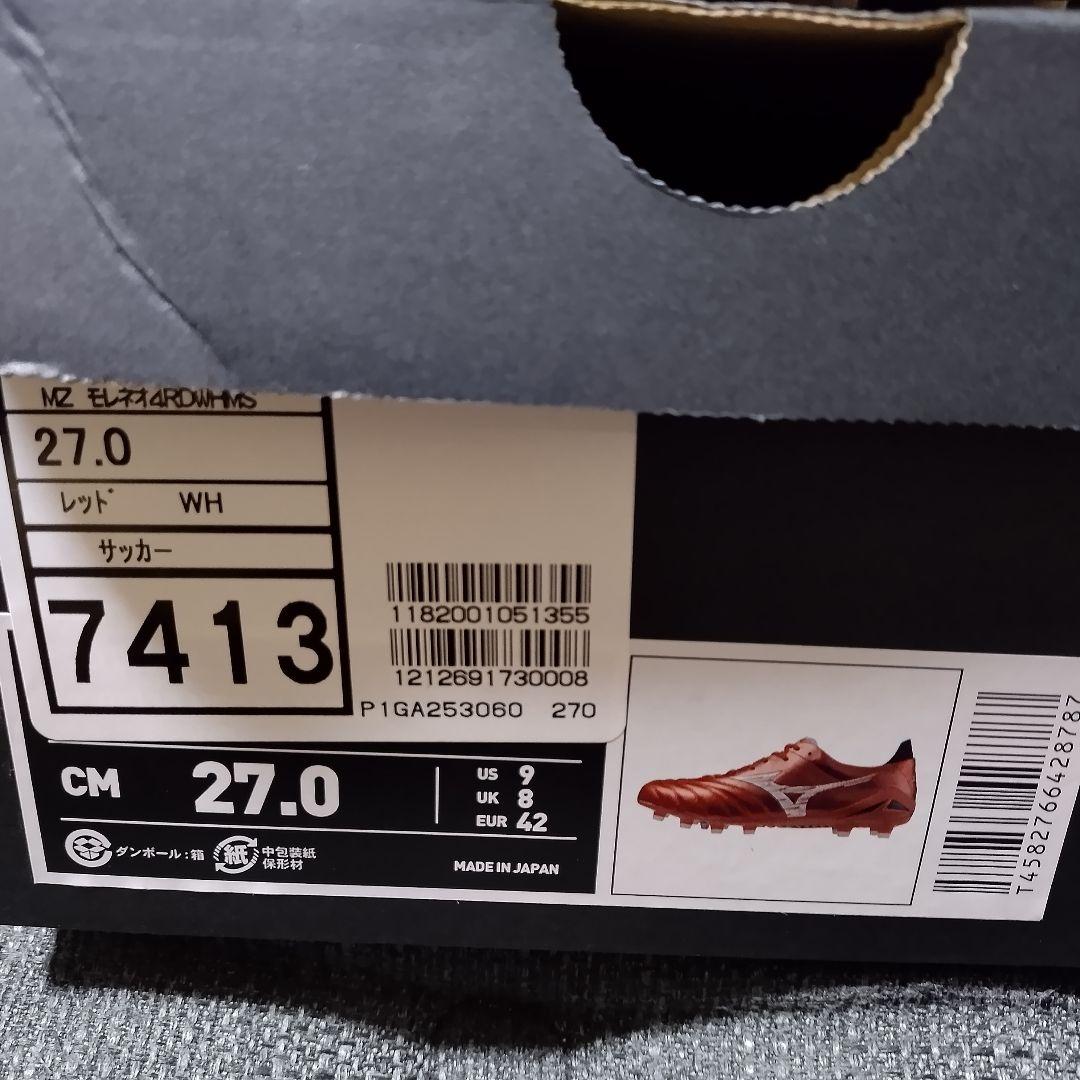 MZ モレネオ4RDWHMS
27.0
レッド WH
サッカー
7413
1182001051355
1212691730008
P1GA253060 270
CM 27.0
US 9
UK 8
EUR 42
ダンボール:箱
紙 中包装紙
保形材
MADE IN JAPAN
T4582766428787